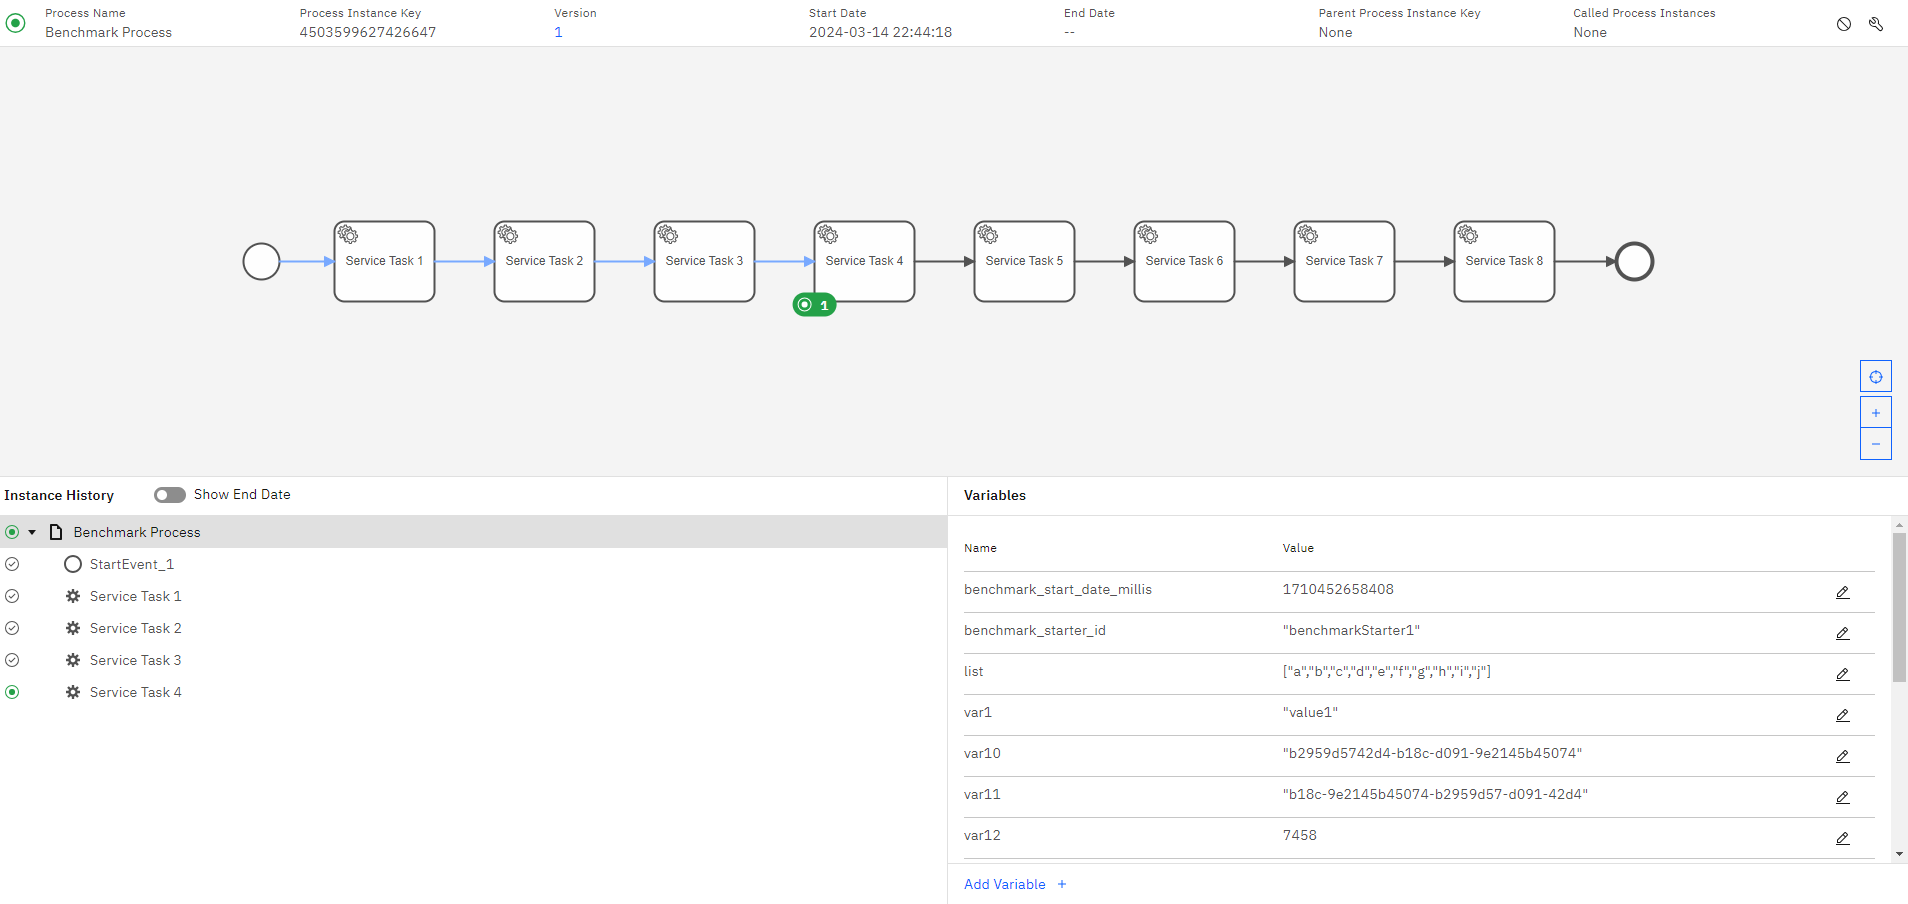 Process Name
Benchmark Process
Process Instance Key
4503599627426647
Version
1
Start Date
2024-03-14 22:44:18
End Date
--
Parent Process Instance Key
None
Called Process Instances
None
Service Task 1
Service Task 2
Service Task 3
Service Task 4
Service Task 5
Service Task 6
Service Task 7
Service Task 8
1
Instance History
Show End Date
Benchmark Process
StartEvent_1
Service Task 1
Service Task 2
Service Task 3
Service Task 4
Variables
Name Value
benchmark_start_date_millis 1710452658408
benchmark_starter_id "benchmarkStarter1"
list ["a","b","c","d","e","f","g","h","i","j"]
var1 "value1"
var10 "b2959d5742d4-b18c-d091-9e2145b45074"
var11 "b18c-9e2145b45074-b2959d57-d091-42d4"
var12 7458
Add Variable +